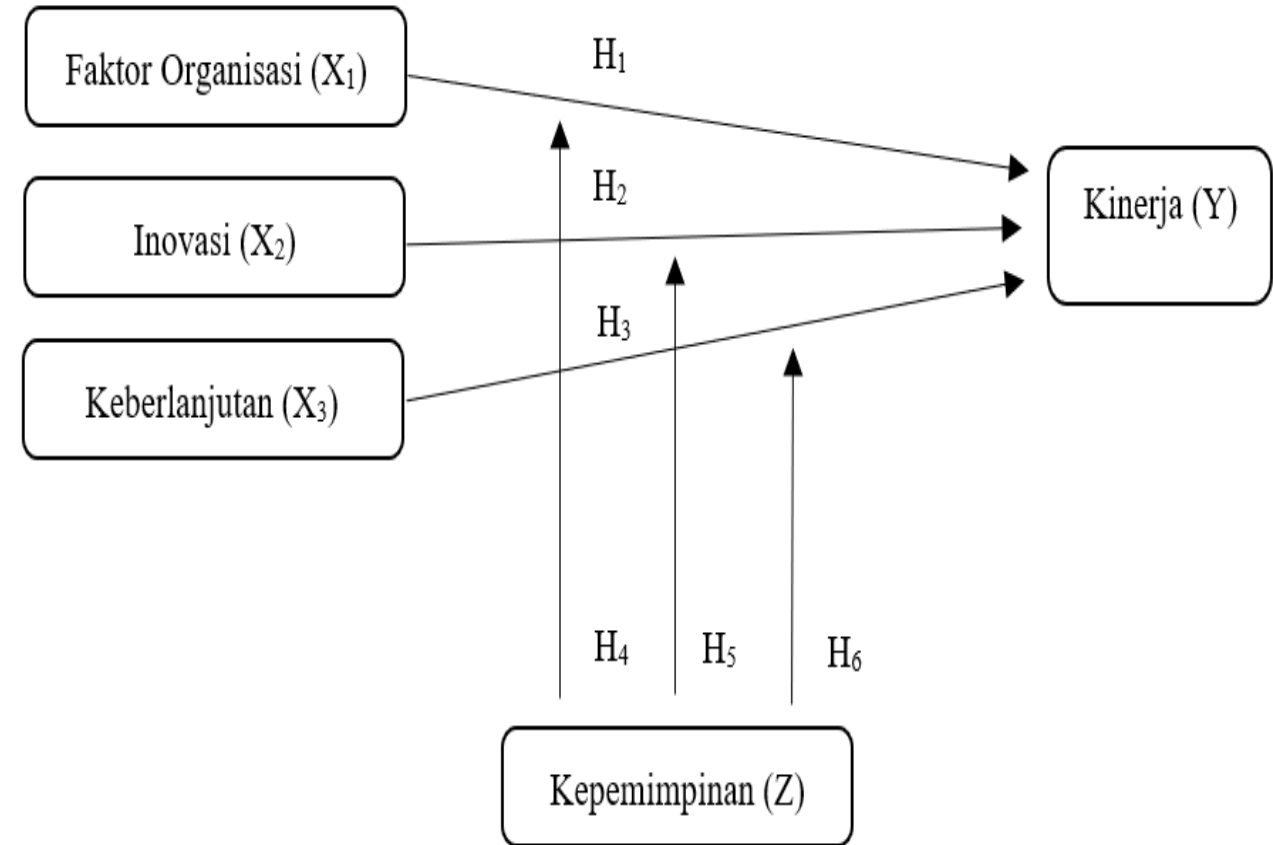 Faktor Organisasi (X₁)
H₁
Inovasi (X₂)
H₂
Kinerja (Y)
Keberlanjutan (X₃)
H₃
H₄
H₅
H₆
Kepemimpinan (Z)